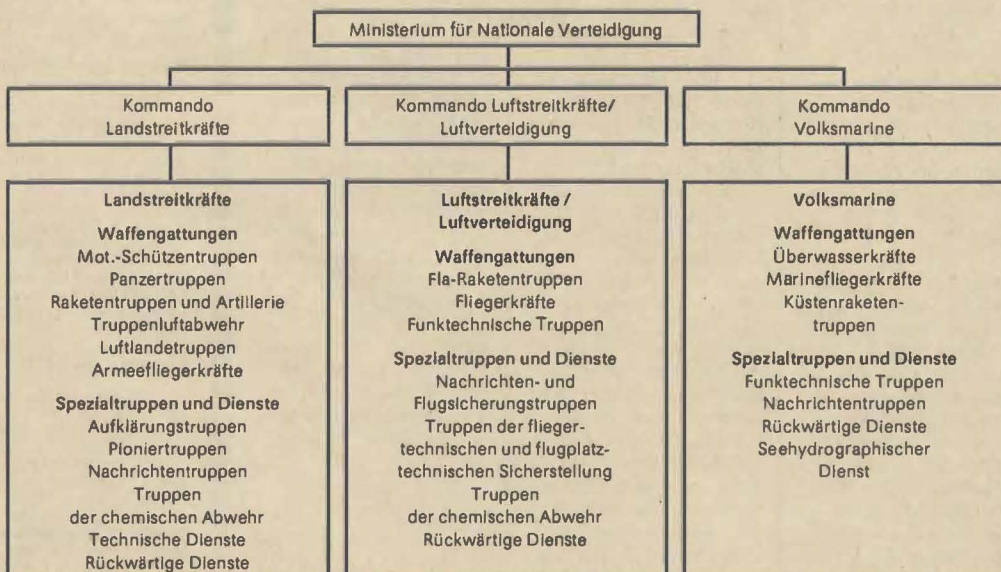 Ministerium für Nationale Verteidigung
Kommando
Landstreitkräfte
Kommando Luftstreitkräfte/
Luftverteidigung
Kommando
Volksmarine
Landstreitkräfte
Waffengattungen
Mot.-Schützentruppen
Panzertruppen
Raketentruppen und Artillerie
Truppenluftabwehr
Luftlandetruppen
Armeefliegerkräfte
Spezialtruppen und Dienste
Aufklärungstruppen
Pioniertruppen
Nachrichtentruppen
Truppen
der chemischen Abwehr
Technische Dienste
Rückwärtige Dienste
Luftstreitkräfte /
Luftverteidigung
Waffengattungen
Fla-Raketentruppen
Fliegerkräfte
Funktechnische Truppen
Spezialtruppen und Dienste
Nachrichten- und
Flugsicherungstruppen
Truppen der flieger-
technischen und flugplatz-
technischen Sicherstellung
Truppen
der chemischen Abwehr
Rückwärtige Dienste
Volksmarine
Waffengattungen
Überwasserkräfte
Marinefliegerkräfte
Küstenraketen-
truppen
Spezialtruppen und Dienste
Funktechnische Truppen
Nachrichtentruppen
Rückwärtige Dienste
Seehydrographischer
Dienst